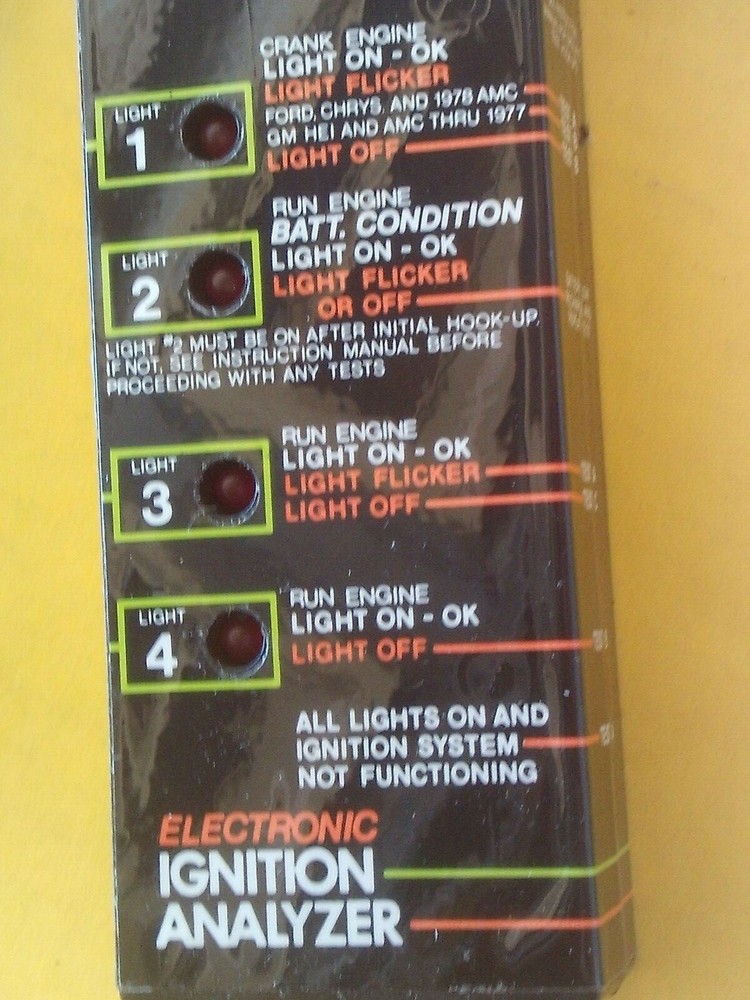 CRANK ENGINE
LIGHT ON - OK
LIGHT FLICKER
FORD, CHRYS, AND 1978 AMC
GM HEI AND AMC THRU 1977
LIGHT OFF
LIGHT
1
RUN ENGINE
BATT. CONDITION
LIGHT ON - OK
LIGHT FLICKER
OR OFF
LIGHT
2
LIGHT #2 MUST BE ON AFTER INITIAL HOOK-UP.
IF NOT, SEE INSTRUCTION MANUAL BEFORE
PROCEEDING WITH ANY TESTS
RUN ENGINE
LIGHT ON - OK
LIGHT FLICKER
LIGHT OFF
LIGHT
3
RUN ENGINE
LIGHT ON - OK
LIGHT OFF
LIGHT
4
ALL LIGHTS ON AND
IGNITION SYSTEM
NOT FUNCTIONING
ELECTRONIC
IGNITION
ANALYZER